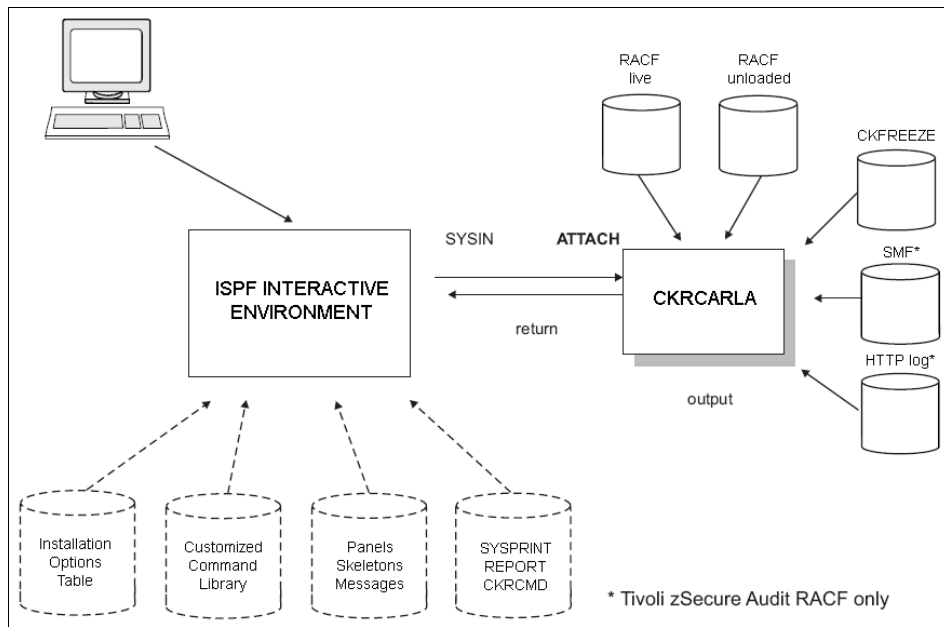 RACF
live
RACF
unloaded
CKFREEZE
SYSIN
ATTACH
SMF*
ISPF INTERACTIVE
ENVIRONMENT
CKRCARLA
return
HTTP log*
output
Installation
Options
Table
Customized
Command
Library
Panels
Skeletons
Messages
SYSPRINT
REPORT
CKRCMD
* Tivoli zSecure Audit RACF only